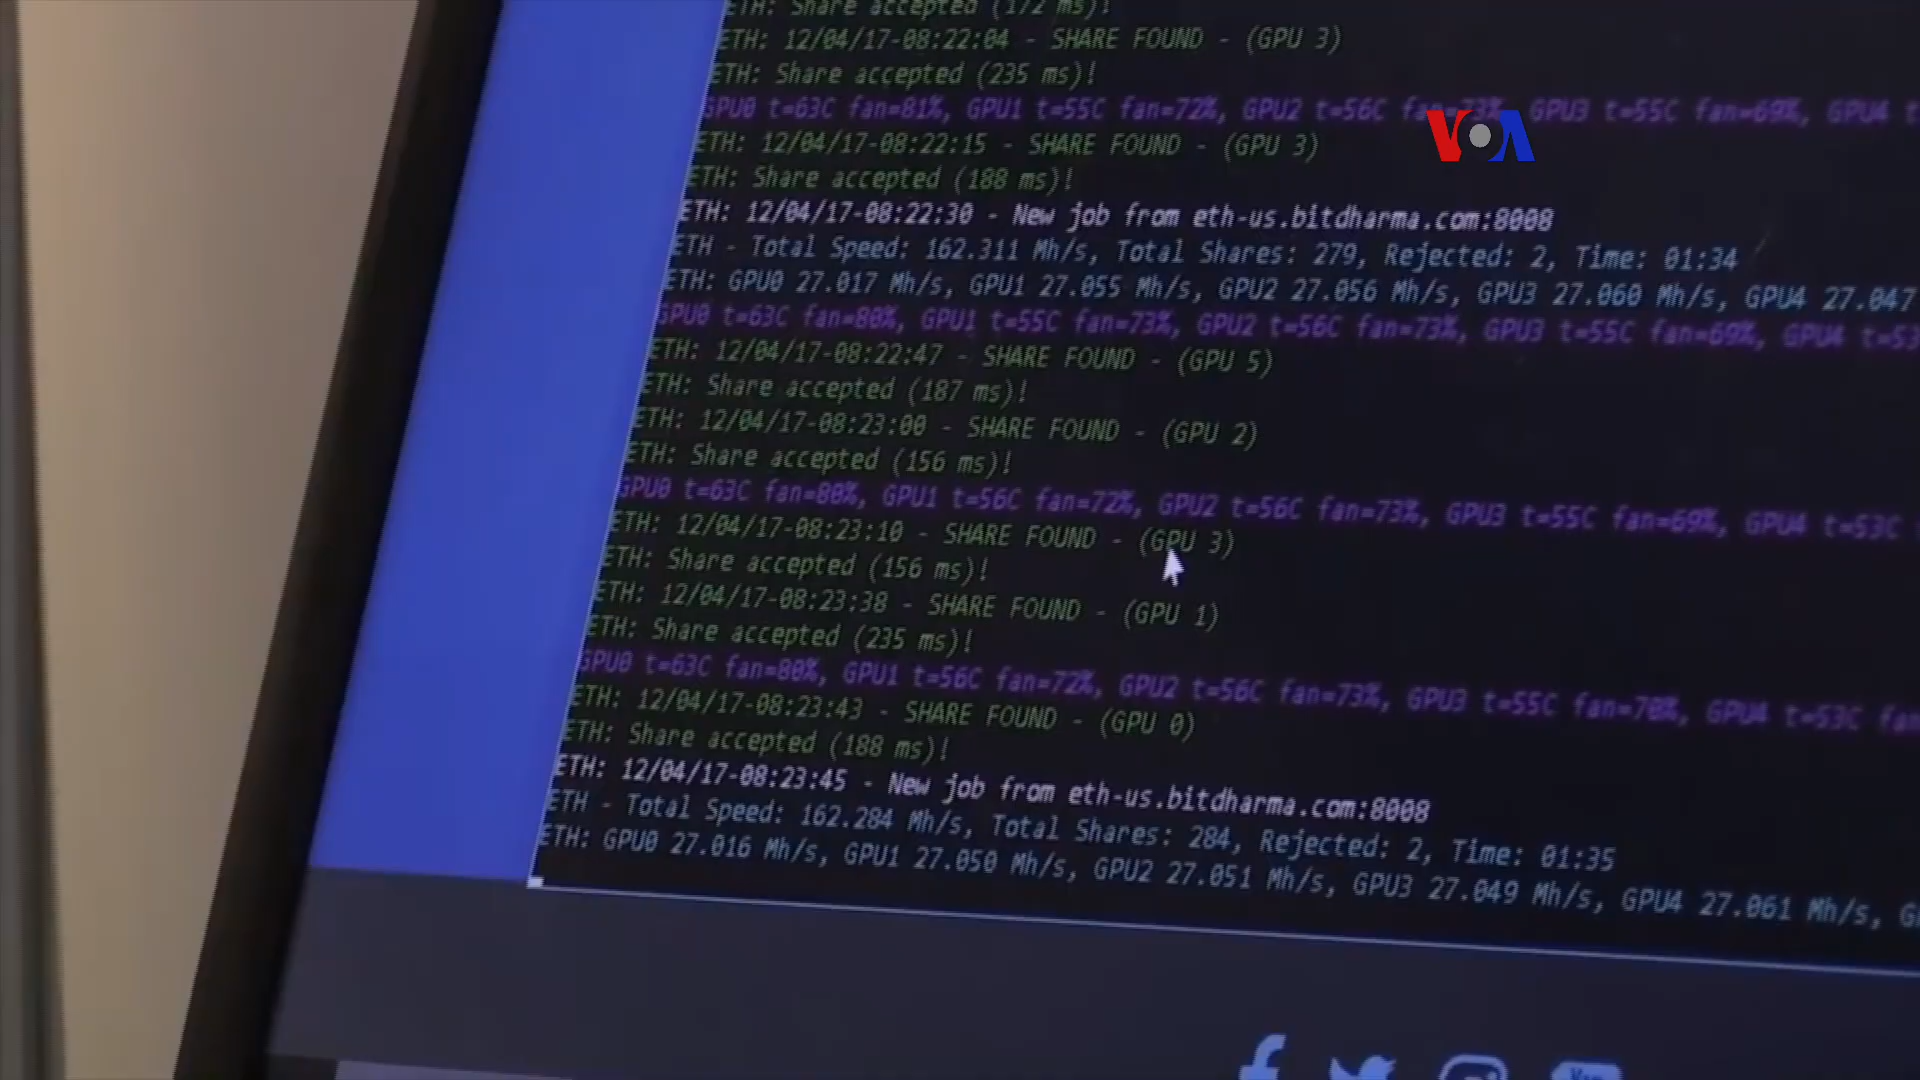 ETH: Share accepted (172 ms)!
ETH: 12/04/17-08:22:04 - SHARE FOUND - (GPU 3)
ETH: Share accepted (235 ms)!
GPU0 t=63C fan=81%, GPU1 t=55C fan=72%, GPU2 t=56C fan=73%, GPU3 t=55C fan=69%, GPU4 t
VOA
ETH: 12/04/17-08:22:15 - SHARE FOUND - (GPU 3)
ETH: Share accepted (188 ms)!
ETH: 12/04/17-08:22:30 - New job from eth-us.bitdharma.com:8008
ETH - Total Speed: 162.311 Mh/s, Total Shares: 279, Rejected: 2, Time: 01:34
ETH: GPU0 27.017 Mh/s, GPU1 27.055 Mh/s, GPU2 27.056 Mh/s, GPU3 27.060 Mh/s, GPU4 27.047
GPU0 t=63C fan=80%, GPU1 t=55C fan=73%, GPU2 t=56C fan=73%, GPU3 t=55C fan=69%, GPU4 t=53
ETH: 12/04/17-08:22:47 - SHARE FOUND - (GPU 5)
ETH: Share accepted (187 ms)!
ETH: 12/04/17-08:23:00 - SHARE FOUND - (GPU 2)
ETH: Share accepted (156 ms)!
GPU0 t=63C fan=80%, GPU1 t=56C fan=72%, GPU2 t=56C fan=73%, GPU3 t=55C fan=69%, GPU4 t=53C
ETH: 12/04/17-08:23:10 - SHARE FOUND - (GPU 3)
ETH: Share accepted (156 ms)!
ETH: 12/04/17-08:23:38 - SHARE FOUND - (GPU 1)
ETH: Share accepted (235 ms)!
GPU0 t=63C fan=80%, GPU1 t=56C fan=72%, GPU2 t=56C fan=73%, GPU3 t=55C fan=70%, GPU4 t=53C fan
ETH: 12/04/17-08:23:43 - SHARE FOUND - (GPU 0)
ETH: Share accepted (188 ms)!
ETH: 12/04/17-08:23:45 - New job from eth-us.bitdharma.com:8008
ETH - Total Speed: 162.284 Mh/s, Total Shares: 284, Rejected: 2, Time: 01:35
ETH: GPU0 27.016 Mh/s, GPU1 27.050 Mh/s, GPU2 27.051 Mh/s, GPU3 27.049 Mh/s, GPU4 27.061 Mh/s, G